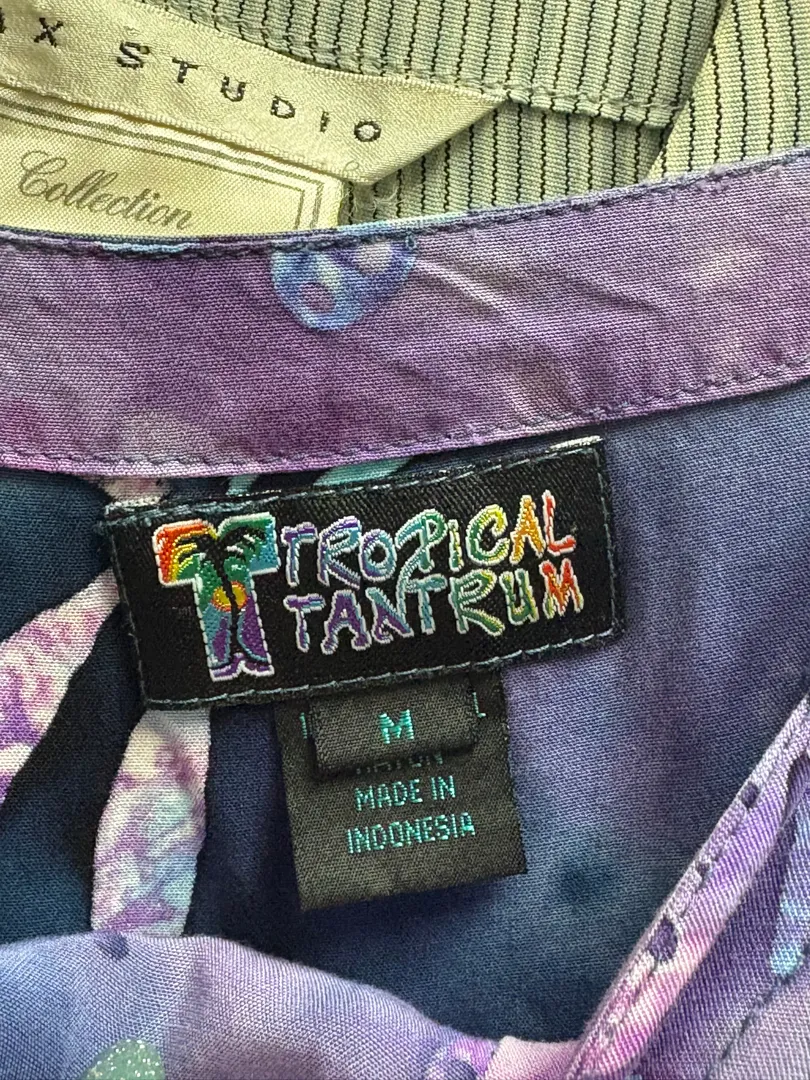 STUDIO
Collection
TROPICAL
TANTRUM
M
MADE IN
INDONESIA